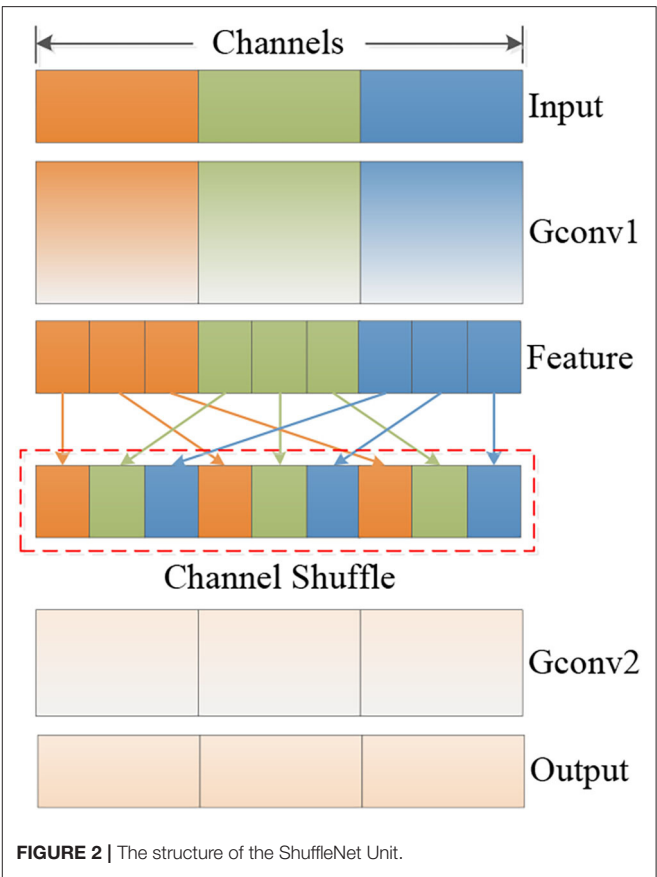 Channels
Input
Gconv1
Feature
Channel Shuffle
Gconv2
Output
FIGURE 2 | The structure of the ShuffleNet Unit.